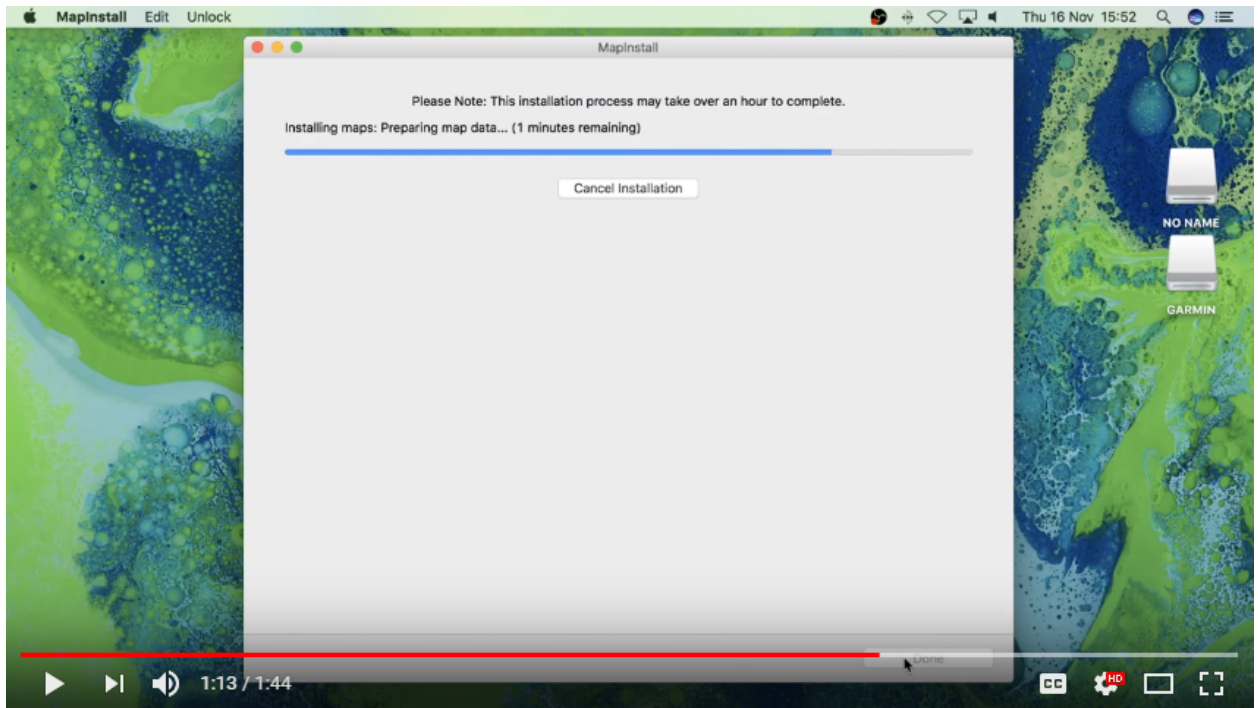 MapInstall Edit Unlock Thu 16 Nov 15:52
MapInstall
Please Note: This installation process may take over an hour to complete.
Installing maps: Preparing map data... (1 minutes remaining)
Cancel Installation
NO NAME
GARMIN
Done
1:13 / 1:44 CC HD